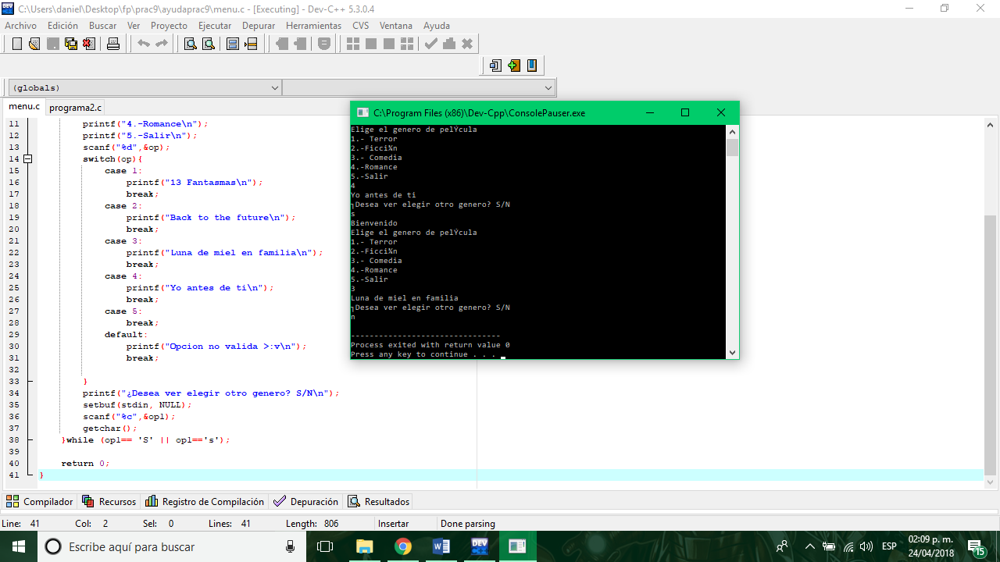 C:\Users\daniel\Desktop\fp\prac9\ayudaprac9\menu.c - [Executing] - Dev-C++ 5.3.0.4
Archivo Edición Buscar Ver Proyecto Ejecutar Depurar Herramientas CVS Ventana Ayuda
(globals)
menu.c programa2.c
11 printf("4.-Romance\n");
12 printf("5.-Salir\n");
13 scanf("%d",&op);
14 switch(op){
15 case 1:
16 printf("13 Fantasmas\n");
17 break;
18 case 2:
19 printf("Back to the future\n");
20 break;
21 case 3:
22 printf("Luna de miel en familia\n");
23 break;
24 case 4:
25 printf("Yo antes de ti\n");
26 break;
27 case 5:
28 break;
29 default:
30 printf("Opcion no valida >:v\n");
31 break;
32
33 }
34 printf("¿Desea ver elegir otro genero? S/N\n");
35 setbuf(stdin, NULL);
36 scanf("%c",&op1);
37 getchar();
38 }while (op1== 'S' || op1=='s');
39
40 return 0;
41 }
C:\Program Files (x86)\Dev-Cpp\ConsolePauser.exe
Elige el genero de pelÝcula
1.- Terror
2.-Ficci¾n
3.- Comedia
4.-Romance
5.-Salir
4
Yo antes de ti
┐Desea ver elegir otro genero? S/N
s
Bienvenido
Elige el genero de pelÝcula
1.- Terror
2.-Ficci¾n
3.- Comedia
4.-Romance
5.-Salir
3
Luna de miel en familia
┐Desea ver elegir otro genero? S/N
n
--------------------------------
Process exited with return value 0
Press any key to continue . . .
Compilador Recursos Registro de Compilación Depuración Resultados
Line: 41 Col: 2 Sel: 0 Lines: 41 Length: 806 Insertar Done parsing
Escribe aquí para buscar
DEV
ESP
02:09 p. m.
24/04/2018
15